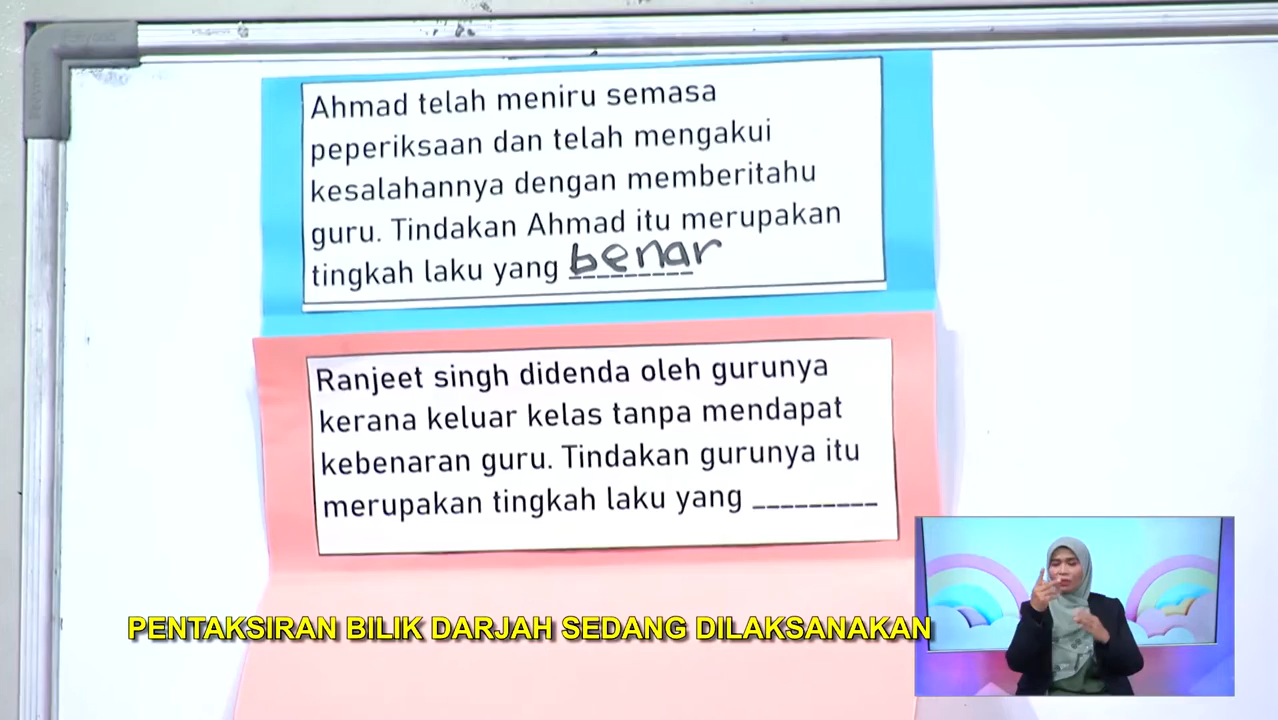 Ahmad telah meniru semasa
peperiksaan dan telah mengakui
kesalahannya dengan memberitahu
guru. Tindakan Ahmad itu merupakan
tingkah laku yang benar
Ranjeet singh didenda oleh gurunya
kerana keluar kelas tanpa mendapat
kebenaran guru. Tindakan gurunya itu
merupakan tingkah laku yang _________
PENTAKSIRAN BILIK DARJAH SEDANG DILAKSANAKAN